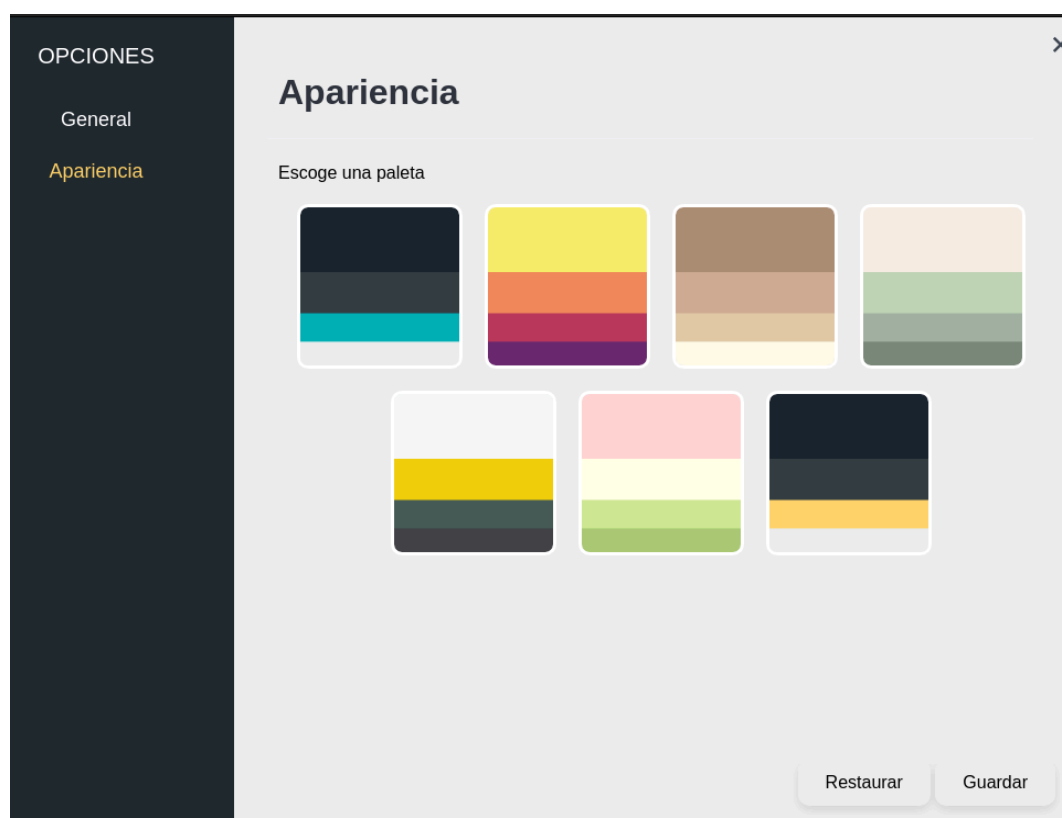 OPCIONES
General
Apariencia
Apariencia
Escoge una paleta
Restaurar
Guardar